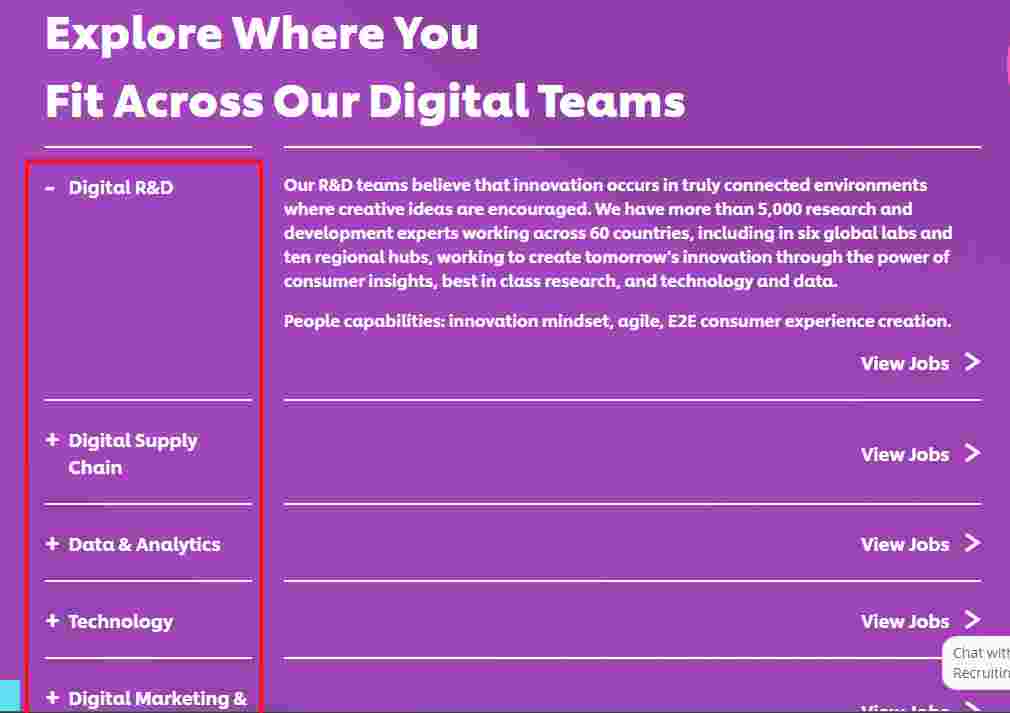 Explore Where You
Fit Across Our Digital Teams
- Digital R&D
Our R&D teams believe that innovation occurs in truly connected environments
where creative ideas are encouraged. We have more than 5,000 research and
development experts working across 60 countries, including in six global labs and
ten regional hubs, working to create tomorrow's innovation through the power of
consumer insights, best in class research, and technology and data.
People capabilities: innovation mindset, agile, E2E consumer experience creation.
View Jobs >
+ Digital Supply
Chain
View Jobs >
+ Data & Analytics
View Jobs >
+ Technology
View Jobs >
Chat with
Recruitin
+ Digital Marketing &
View Jobs >